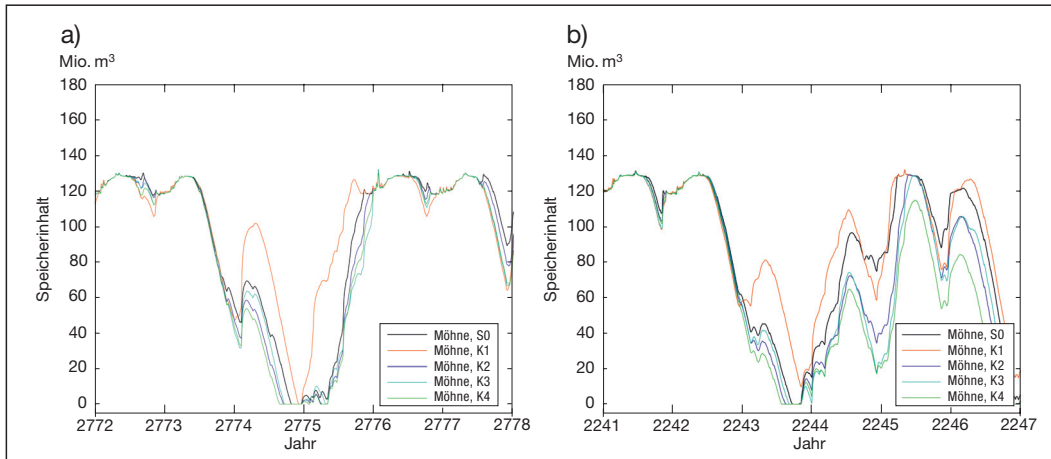 a)
Mio. m³
180
160
140
120
100
80
60
40
20
0
Speicherinhalt
2772 2773 2774 2775 2776 2777 2778
Jahr
Möhne, S0
Möhne, K1
Möhne, K2
Möhne, K3
Möhne, K4
b)
Mio. m³
180
160
140
120
100
80
60
40
20
0
Speicherinhalt
2241 2242 2243 2244 2245 2246 2247
Jahr
Möhne, S0
Möhne, K1
Möhne, K2
Möhne, K3
Möhne, K4